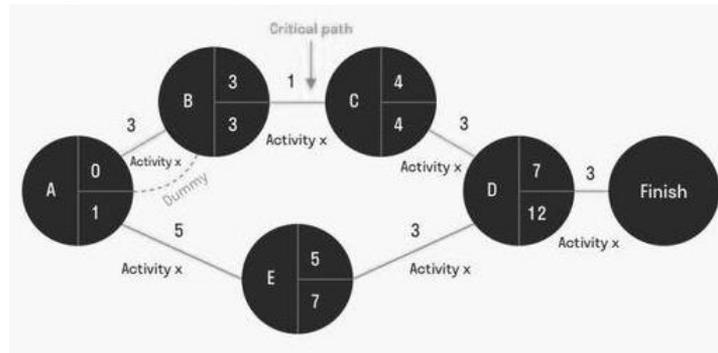 Critical path
B
3
3
1
C
4
4
3
Activity x
Activity x
3
Activity x
A
0
1
Dummy
D
7
12
3
Finish
5
Activity x
E
5
7
3
Activity x
Activity x